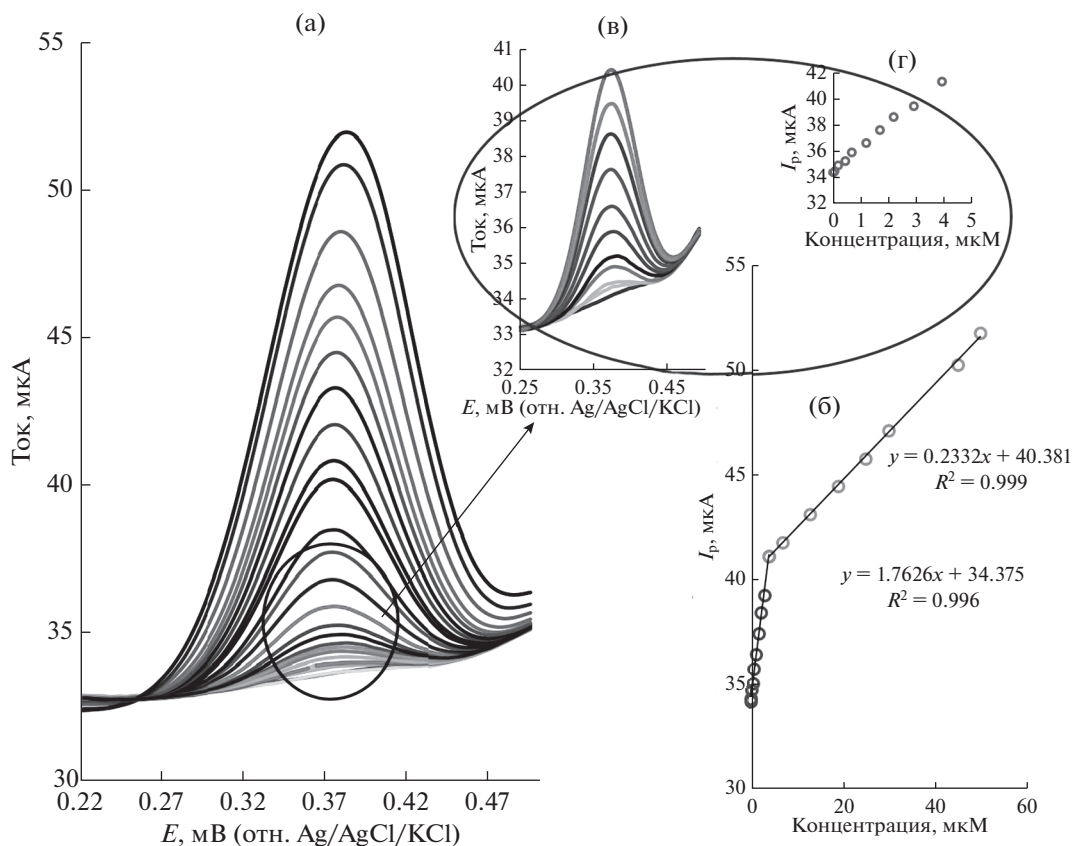 (а)
55
50
45
40
35
30
Ток, мкА
0.22 0.27 0.32 0.37 0.42 0.47
E, мВ (отн. Ag/AgCl/KCl)
(в)
41
40
39
38
37
36
35
34
33
32
Ток, мкА
0.25 0.35 0.45
E, мВ (отн. Ag/AgCl/KCl)
(г)
42
40
38
36
34
32
I_p, мкА
0 1 2 3 4 5
Концентрация, мкМ
(б)
55
50
45
40
35
30
I_p, мкА
y = 0.2332x + 40.381
R² = 0.999
y = 1.7626x + 34.375
R² = 0.996
0 20 40 60
Концентрация, мкМ